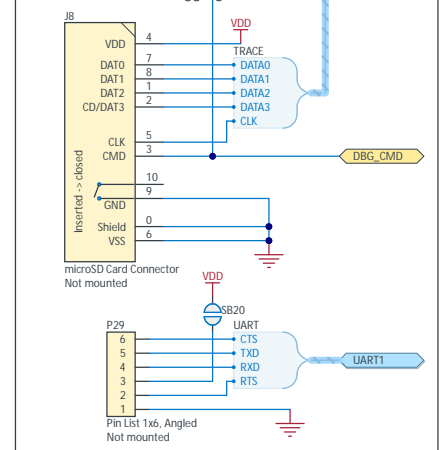 J8
VDD
VDD 4
TRACE
DAT0 7 DATA0
DAT1 8 DATA1
DAT2 1 DATA2
CD/DAT3 2 DATA3
CLK
CLK 5
CMD 3
DBG_CMD
10
9
GND
Inserted -> closed
Shield 0
VSS 6
microSD Card Connector
Not mounted
VDD
SB20
P29
UART
6 CTS
5 TXD
4 RXD
3 RTS
2
1
UART1
Pin List 1x6, Angled
Not mounted